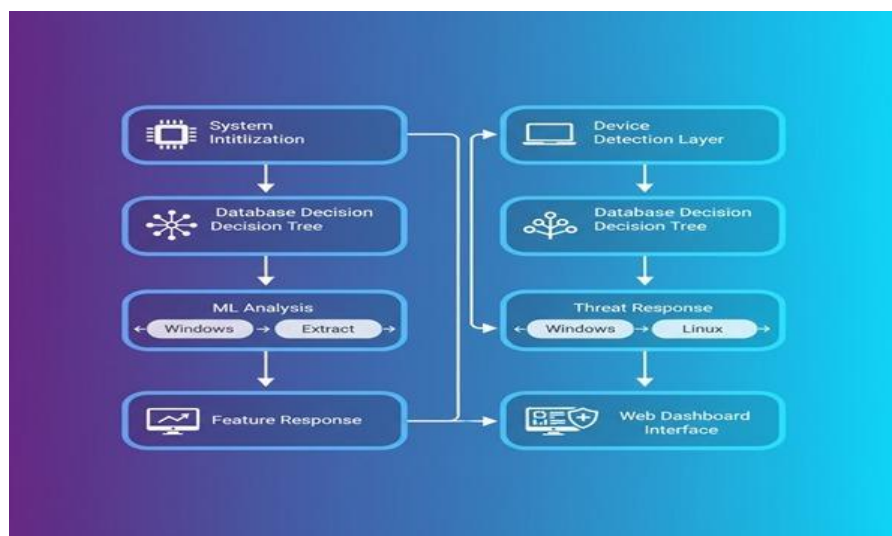 System
Intitlization
Database Decision
Decision Tree
ML Analysis
Windows
Extract
Feature Response
Device
Detection Layer
Database Decision
Decision Tree
Threat Response
Windows
Linux
Web Dashboard
Interface